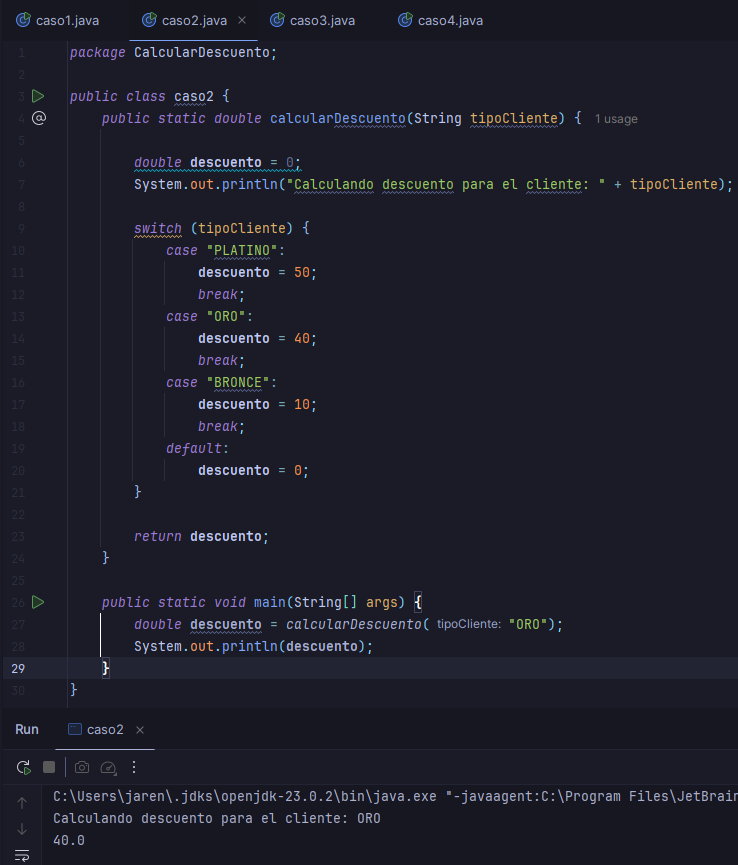 caso1.java caso2.java × caso3.java caso4.java
1 package CalcularDescuento;
2
3 public class caso2 {
4 @ public static double calcularDescuento(String tipoCliente) { 1 usage
5
6 double descuento = 0;
7 System.out.println("Calculando descuento para el cliente: " + tipoCliente);
8
9 switch (tipoCliente) {
10 case "PLATINO":
11 descuento = 50;
12 break;
13 case "ORO":
14 descuento = 40;
15 break;
16 case "BRONCE":
17 descuento = 10;
18 break;
19 default:
20 descuento = 0;
21 }
22
23 return descuento;
24 }
25
26 public static void main(String[] args) {
27 double descuento = calcularDescuento( tipoCliente: "ORO");
28 System.out.println(descuento);
29 }
30 }
Run caso2 ×
C:\Users\jaren\.jdks\openjdk-23.0.2\bin\java.exe "-javaagent:C:\Program Files\JetBrain
Calculando descuento para el cliente: ORO
40.0